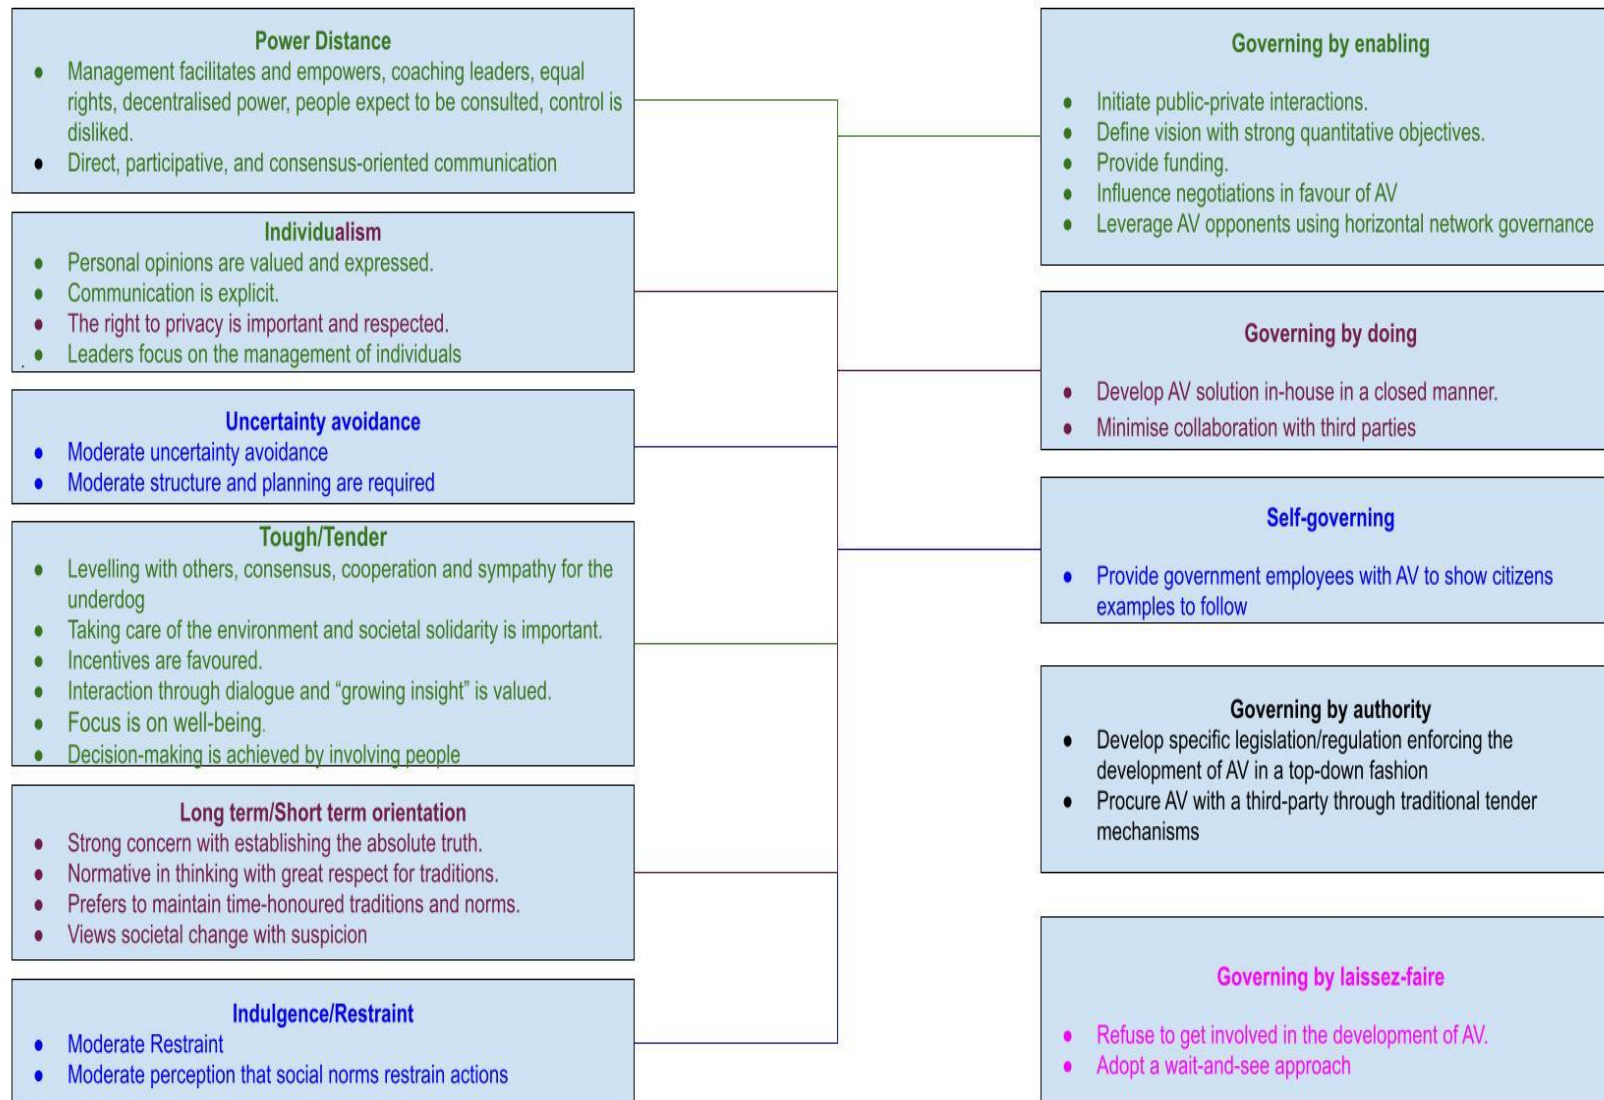 Power Distance
● Management facilitates and empowers, coaching leaders, equal
rights, decentralised power, people expect to be consulted, control is
disliked.
● Direct, participative, and consensus-oriented communication
Individualism
● Personal opinions are valued and expressed.
● Communication is explicit.
● The right to privacy is important and respected.
● Leaders focus on the management of individuals
.
Uncertainty avoidance
● Moderate uncertainty avoidance
● Moderate structure and planning are required
Tough/Tender
● Levelling with others, consensus, cooperation and sympathy for the
underdog
● Taking care of the environment and societal solidarity is important.
● Incentives are favoured.
● Interaction through dialogue and “growing insight” is valued.
● Focus is on well-being.
● Decision-making is achieved by involving people
Long term/Short term orientation
● Strong concern with establishing the absolute truth.
● Normative in thinking with great respect for traditions.
● Prefers to maintain time-honoured traditions and norms.
● Views societal change with suspicion
Indulgence/Restraint
● Moderate Restraint
● Moderate perception that social norms restrain actions
Governing by enabling
● Initiate public-private interactions.
● Define vision with strong quantitative objectives.
● Provide funding.
● Influence negotiations in favour of AV
● Leverage AV opponents using horizontal network governance
Governing by doing
● Develop AV solution in-house in a closed manner.
● Minimise collaboration with third parties
Self-governing
● Provide government employees with AV to show citizens
examples to follow
Governing by authority
● Develop specific legislation/regulation enforcing the
development of AV in a top-down fashion
● Procure AV with a third-party through traditional tender
mechanisms
Governing by laissez-faire
● Refuse to get involved in the development of AV.
● Adopt a wait-and-see approach